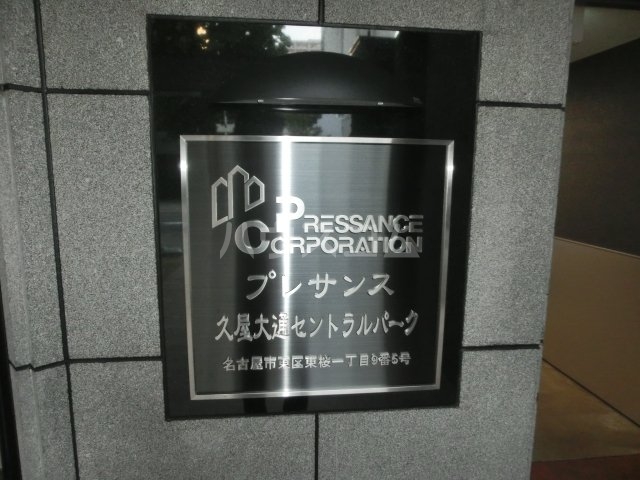 PRESSANCE
CORPORATION
プレサンス
久屋大通セントラルパーク
名古屋市東区東桜一丁目9番5号